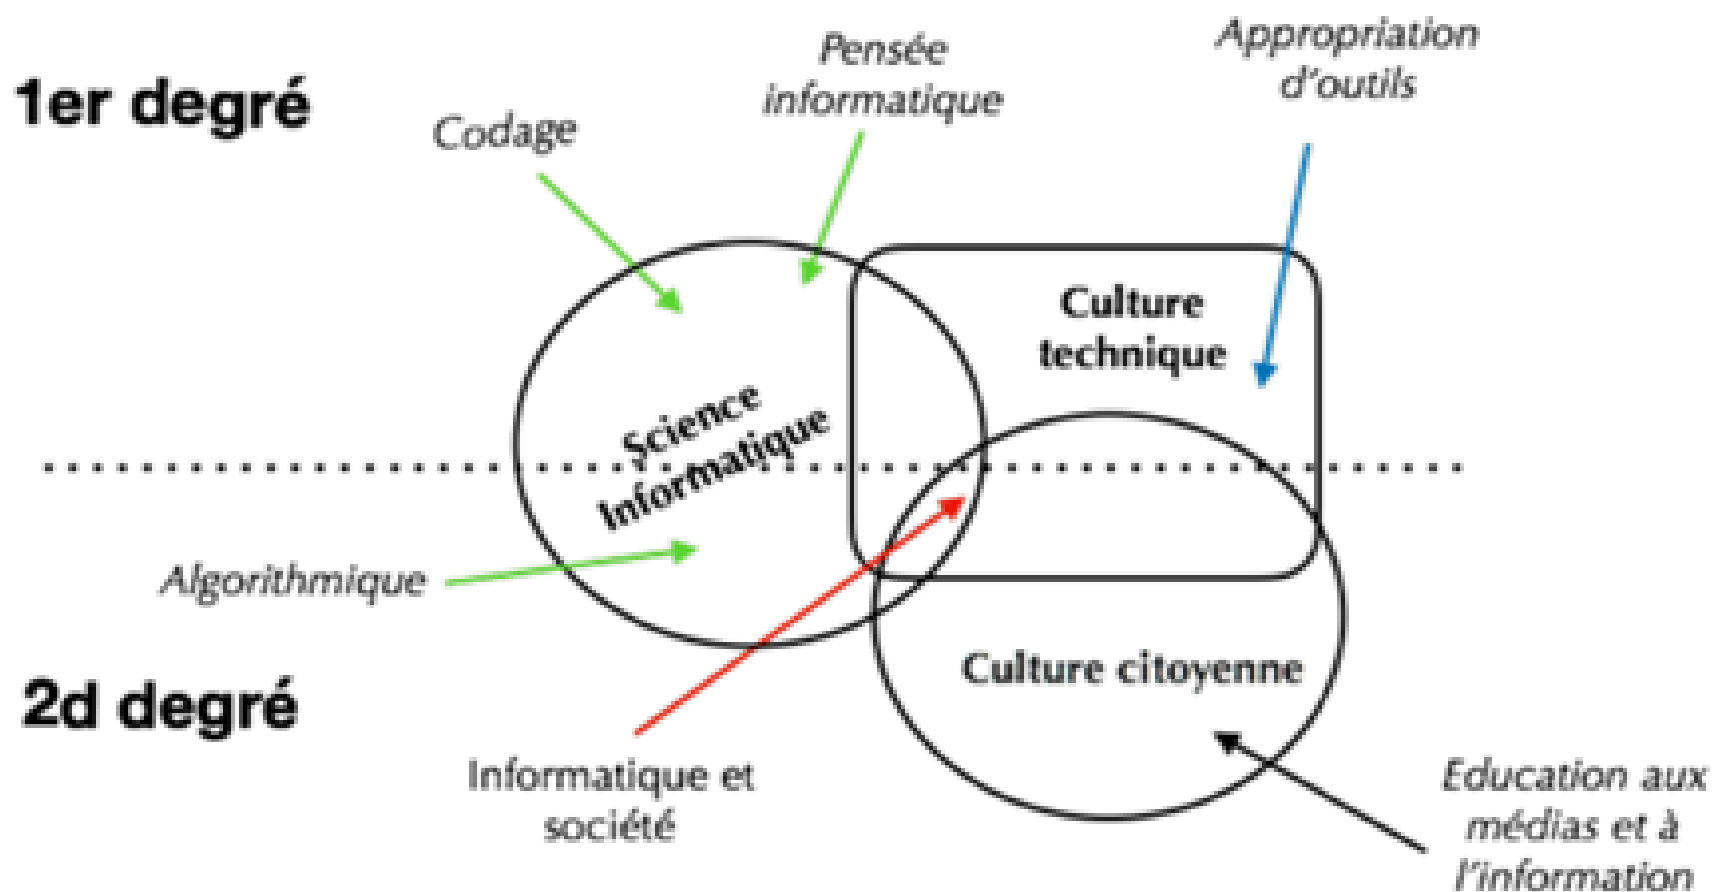 Appropriation
d'outils
Pensée
informatique
1er degré
Codage
Culture
technique
Science
Informatique
Algorithmique
Culture citoyenne
2d degré
Informatique et
société
Education aux
médias et à
l'information